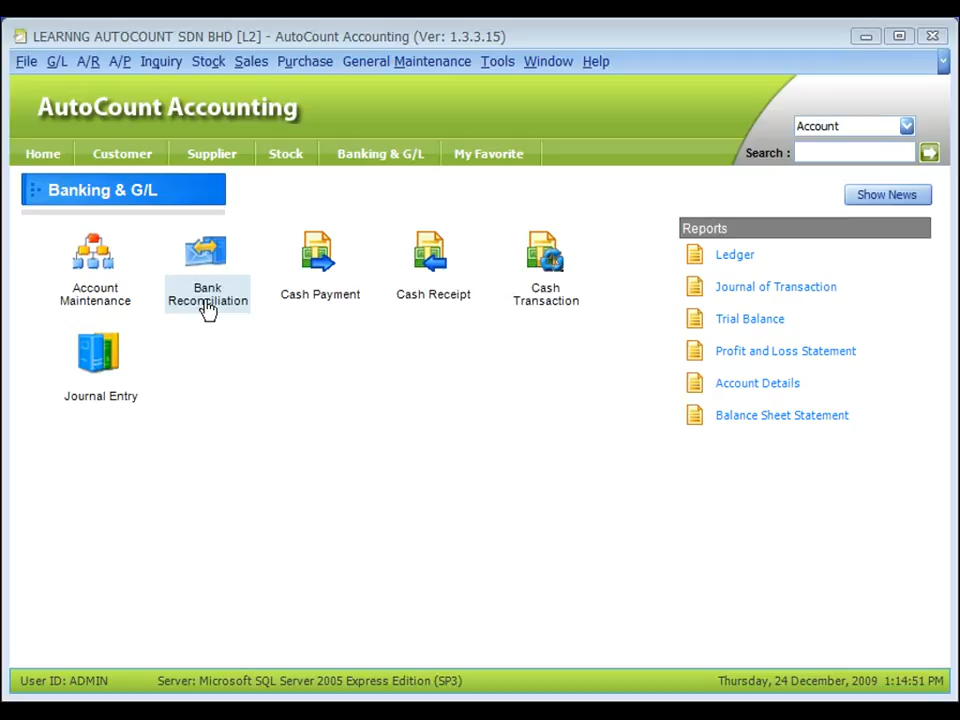 LEARNNG AUTOCOUNT SDN BHD [L2] - AutoCount Accounting (Ver: 1.3.3.15)
File G/L A/R A/P Inquiry Stock Sales Purchase General Maintenance Tools Window Help
AutoCount Accounting
Account
Home Customer Supplier Stock Banking & G/L My Favorite
Search :
Banking & G/L
Show News
Reports
Account Maintenance
Bank Reconciliation
Cash Payment
Cash Receipt
Cash Transaction
Journal Entry
Ledger
Journal of Transaction
Trial Balance
Profit and Loss Statement
Account Details
Balance Sheet Statement
User ID: ADMIN Server: Microsoft SQL Server 2005 Express Edition (SP3) Thursday, 24 December, 2009 1:14:51 PM